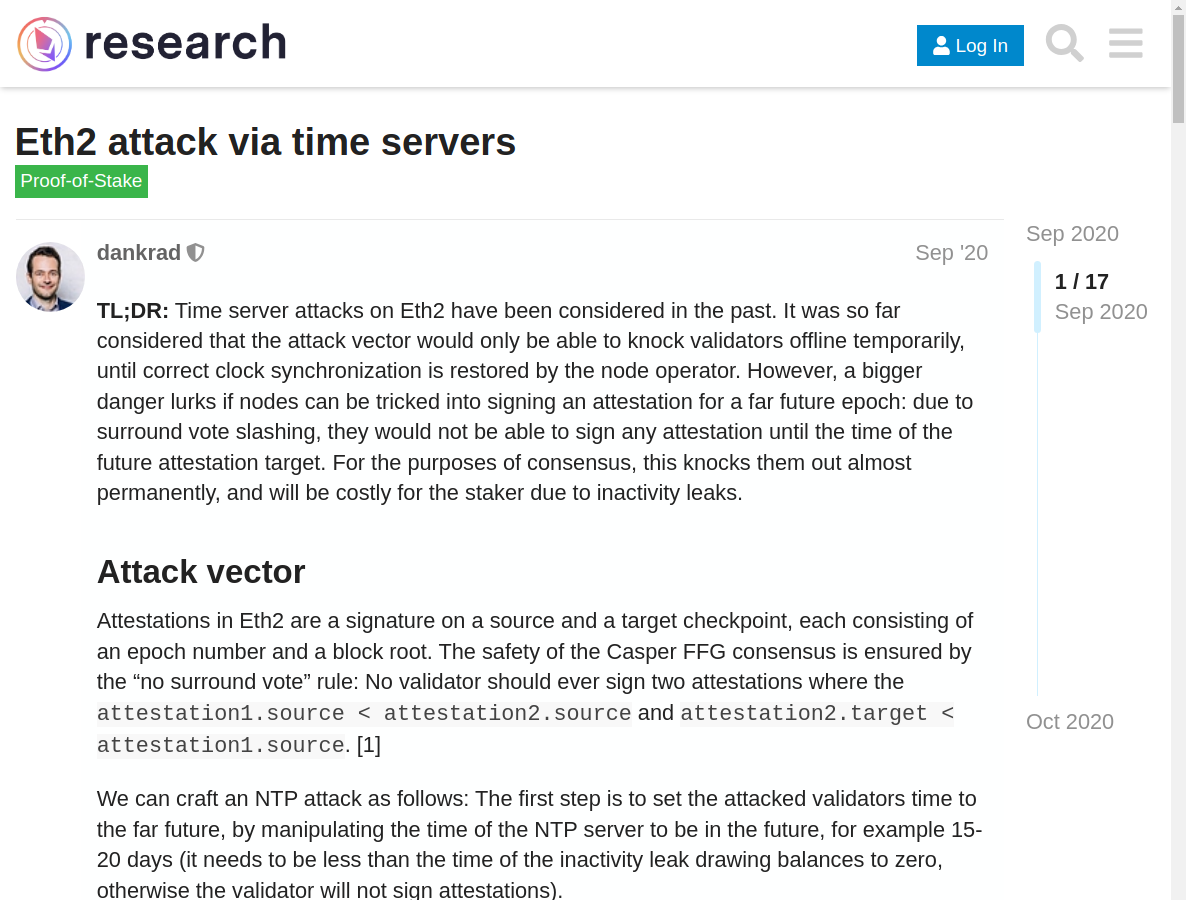 research
Log In
Eth2 attack via time servers
Proof-of-Stake
dankrad
Sep '20
TL;DR: Time server attacks on Eth2 have been considered in the past. It was so far
considered that the attack vector would only be able to knock validators offline temporarily,
until correct clock synchronization is restored by the node operator. However, a bigger
danger lurks if nodes can be tricked into signing an attestation for a far future epoch: due to
surround vote slashing, they would not be able to sign any attestation until the time of the
future attestation target. For the purposes of consensus, this knocks them out almost
permanently, and will be costly for the staker due to inactivity leaks.
Attack vector
Attestations in Eth2 are a signature on a source and a target checkpoint, each consisting of
an epoch number and a block root. The safety of the Casper FFG consensus is ensured by
the “no surround vote” rule: No validator should ever sign two attestations where the
attestation1.source < attestation2.source and attestation2.target <
attestation1.source. [1]
We can craft an NTP attack as follows: The first step is to set the attacked validators time to
the far future, by manipulating the time of the NTP server to be in the future, for example 15-
20 days (it needs to be less than the time of the inactivity leak drawing balances to zero,
otherwise the validator will not sign attestations).
Sep 2020
1 / 17
Sep 2020
Oct 2020